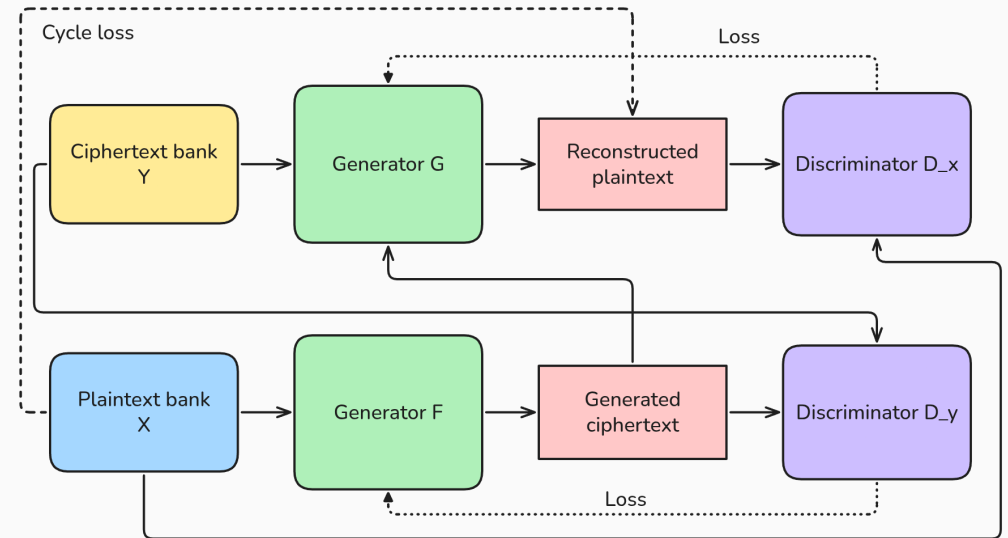 Cycle loss
Loss
Ciphertext bank
Y
Generator G
Reconstructed
plaintext
Discriminator D_x
Plaintext bank
X
Generator F
Generated
ciphertext
Discriminator D_y
Loss